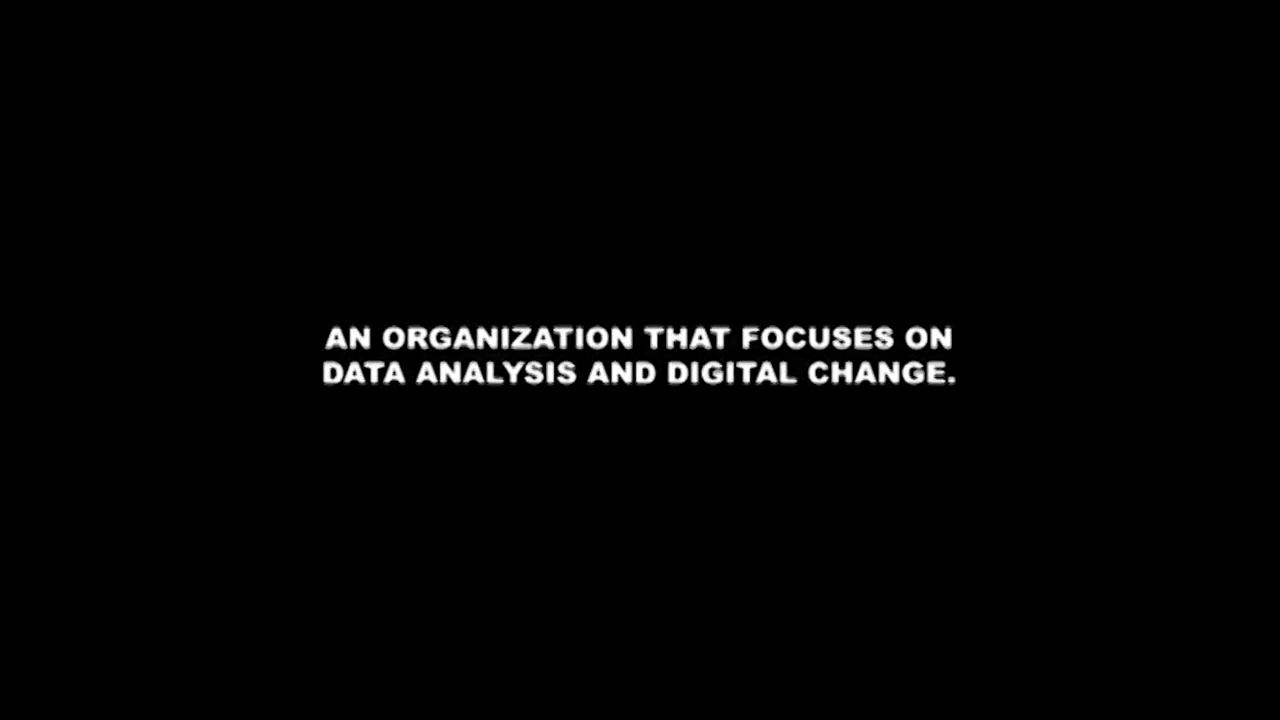 AN ORGANIZATION THAT FOCUSES ON
DATA ANALYSIS AND DIGITAL CHANGE.